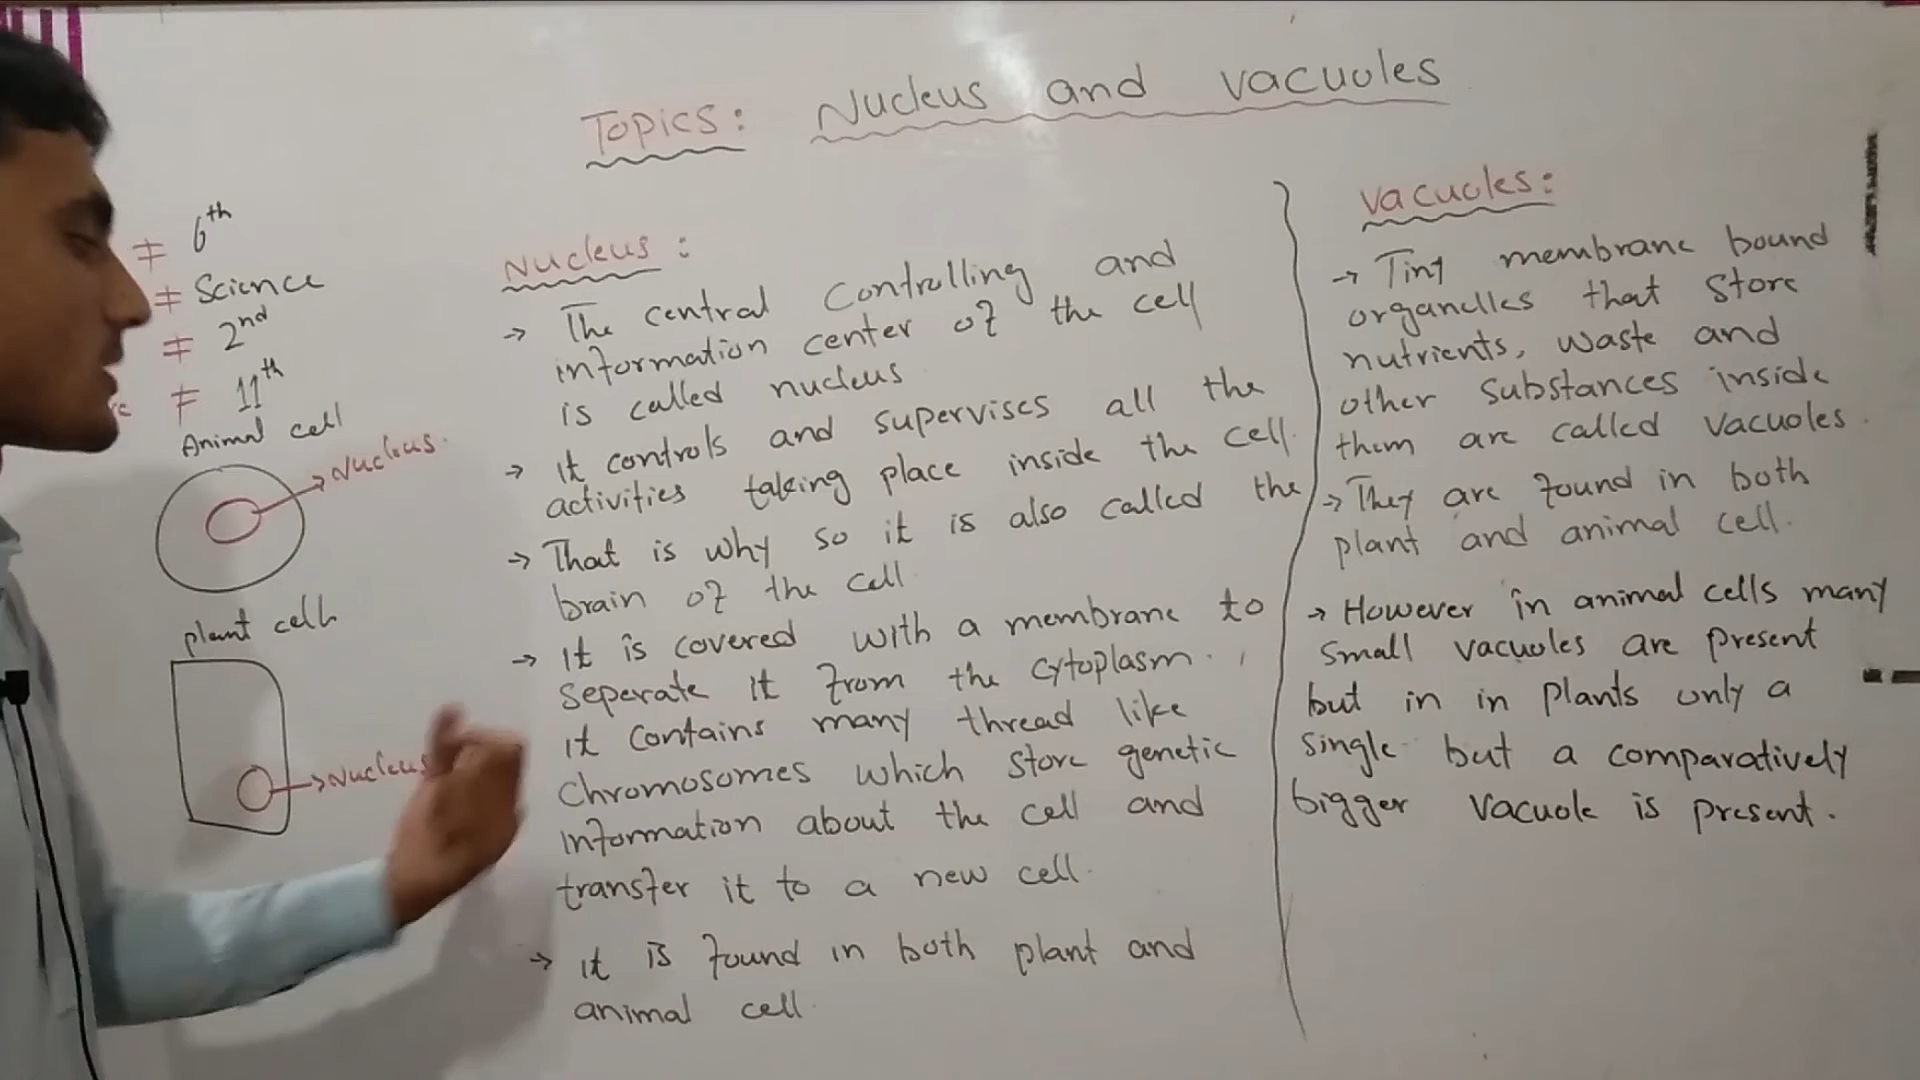 Topics: Nucleus and vacuoles
≠ 6th
≠ Science
≠ 2nd
≠ 11th
Animal cell
Nucleus.
plant cell
Nucleus
Nucleus:
→ The central controlling and
information center of the cell
is called nucleus
→ it controls and supervises all the
activities taking place inside the cell.
→ That is why so it is also called the
brain of the cell.
→ it is covered with a membrane to
seperate it from the cytoplasm.
it contains many thread like
chromosomes which store genetic
information about the cell and
transfer it to a new cell.
→ it is found in both plant and
animal cell.
Vacuoles:
→ Tiny membrane bound
organelles that store
nutrients, waste and
other substances inside
them are called vacuoles.
→ They are found in both
plant and animal cell.
→ However in animal cells many
small vacuoles are present
but in in plants only a
single but a comparatively
bigger vacuole is present.